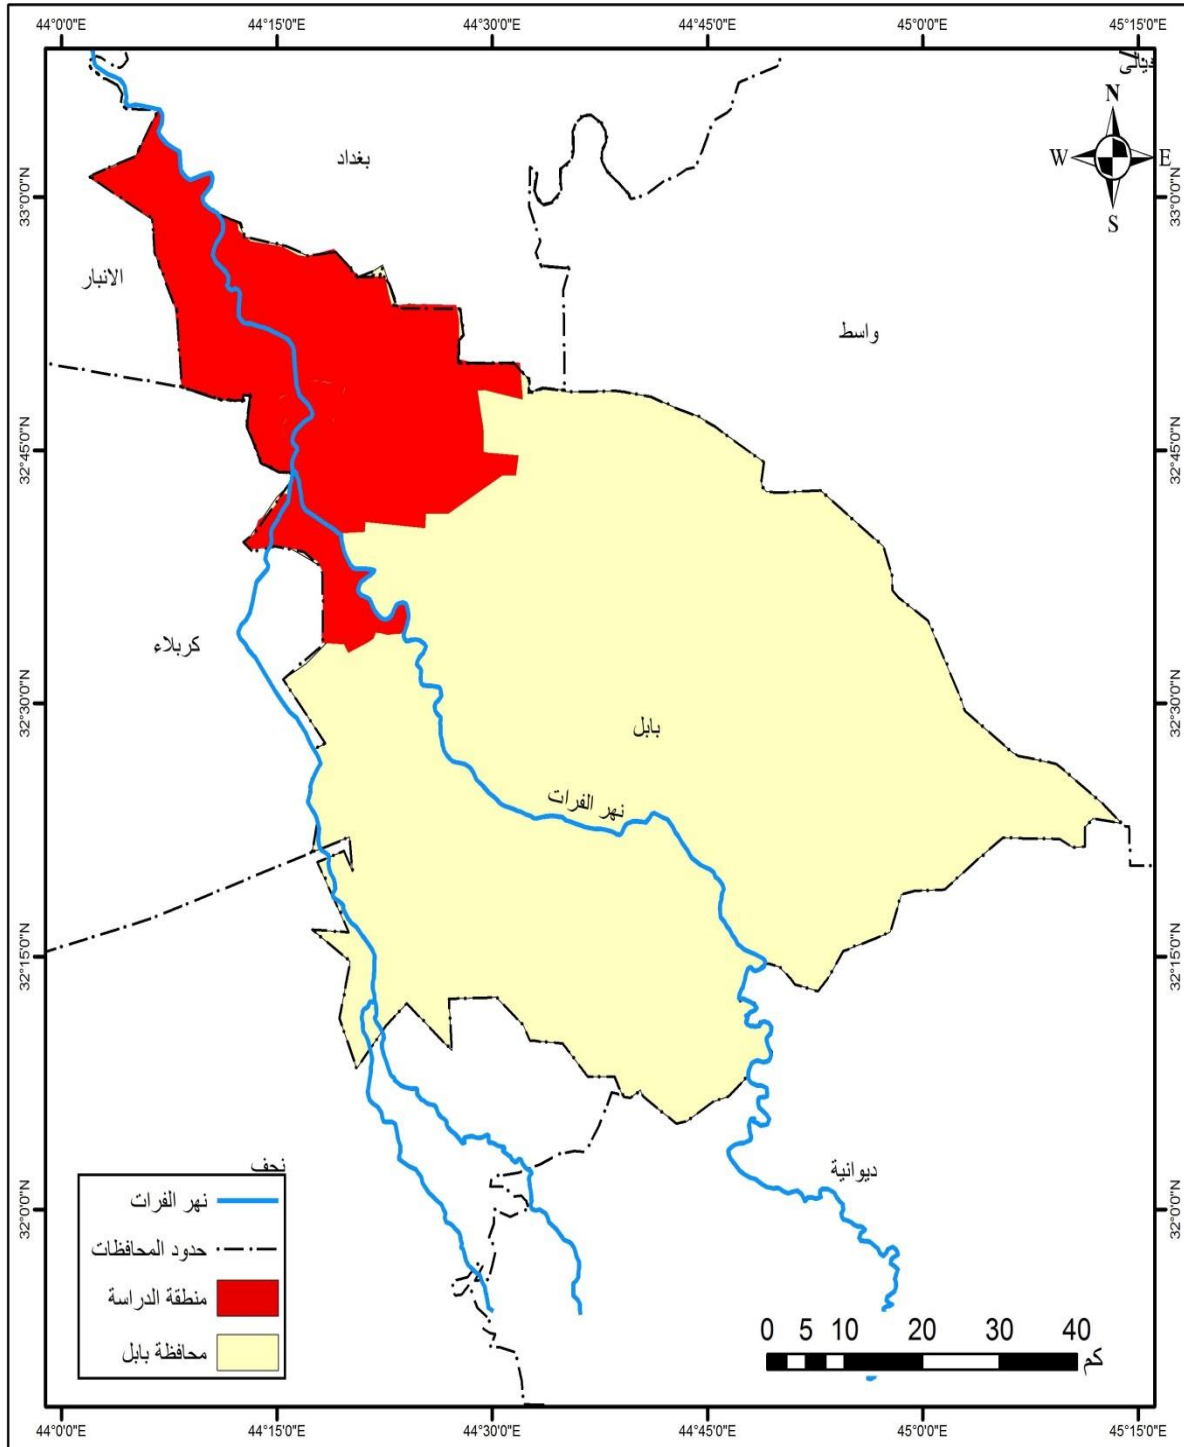 44°0'0"E 44°15'0"E 44°30'0"E 44°45'0"E 45°0'0"E 45°15'0"E
ديالى
N
W E
S
بغداد
33°0'0"N 33°0'0"N
الانبار
واسط
32°45'0"N 32°45'0"N
كربلاء
32°30'0"N 32°30'0"N
بابل
نهر الفرات
32°15'0"N 32°15'0"N
نجف
ديوانية
32°0'0"N 32°0'0"N
نهر الفرات
حدود المحافظات
منطقة الدراسة
محافظة بابل
0 5 10 20 30 40
كم
44°0'0"E 44°15'0"E 44°30'0"E 44°45'0"E 45°0'0"E 45°15'0"E